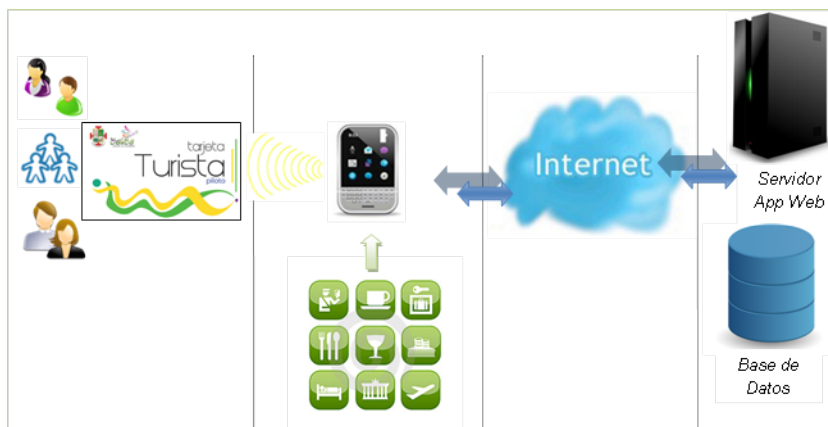 tarjeta
Turista
piloto
Internet
Servidor
App Web
Base de
Datos